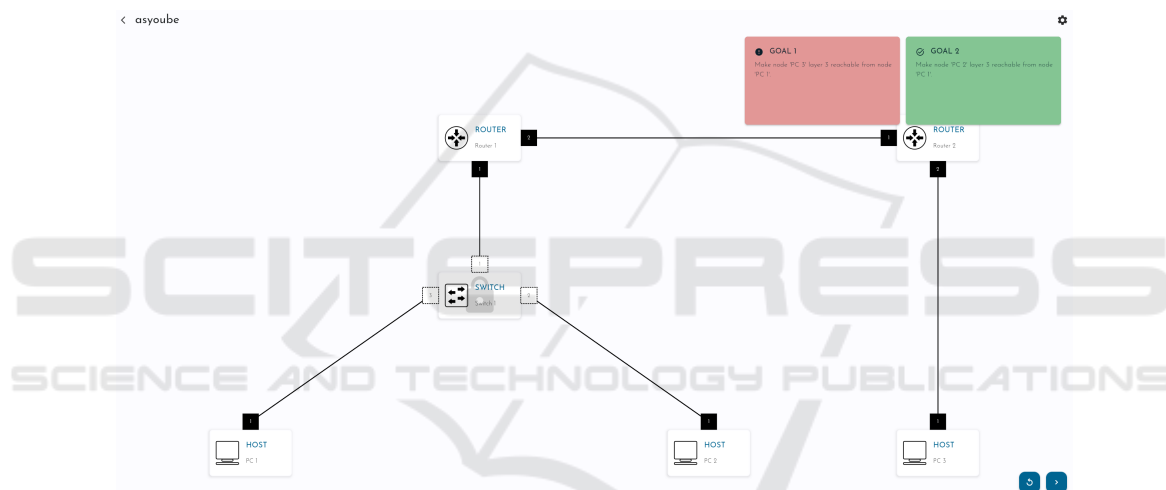 asyoube
GOAL 1
Make node 'PC 3' layer 3 reachable from node
'PC 1'.
GOAL 2
Make node 'PC 2' layer 3 reachable from node
'PC 1'.
ROUTER
Router 1
2
1
1
ROUTER
Router 2
2
1
SWITCH
Switch 1
3
2
1
HOST
PC 1
1
HOST
PC 2
1
HOST
PC 3
SCITEPRESS
SCIENCE AND TECHNOLOGY PUBLICATIONS